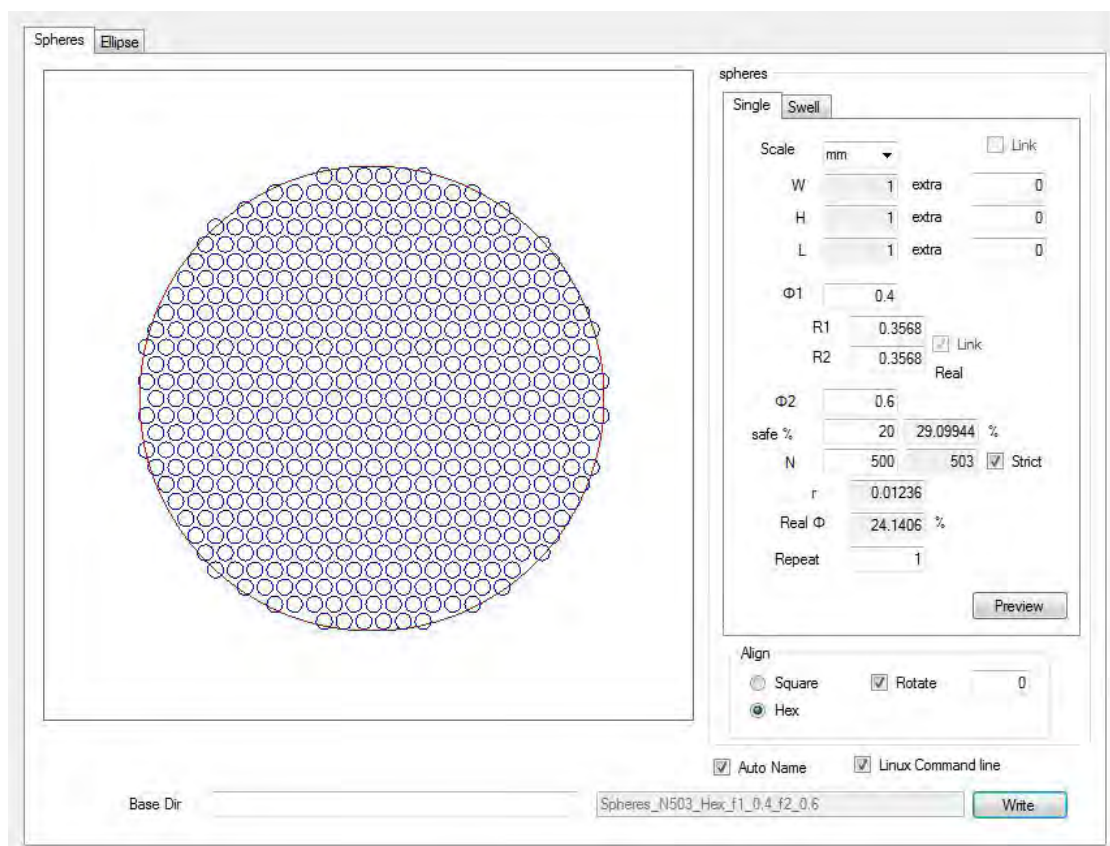 Spheres Ellipse
spheres
Single Swell
Scale mm Link
W 1 extra 0
H 1 extra 0
L 1 extra 0
Φ1 0.4
R1 0.3568
Link
R2 0.3568
Real
Φ2 0.6
safe % 20 29.09944 %
N 500 503 Strict
r 0.01236
Real Φ 24.1406 %
Repeat 1
Preview
Align
Square Rotate 0
Hex
Auto Name Linux Command line
Base Dir Spheres_N503_Hex_f1_0.4_f2_0.6 Write